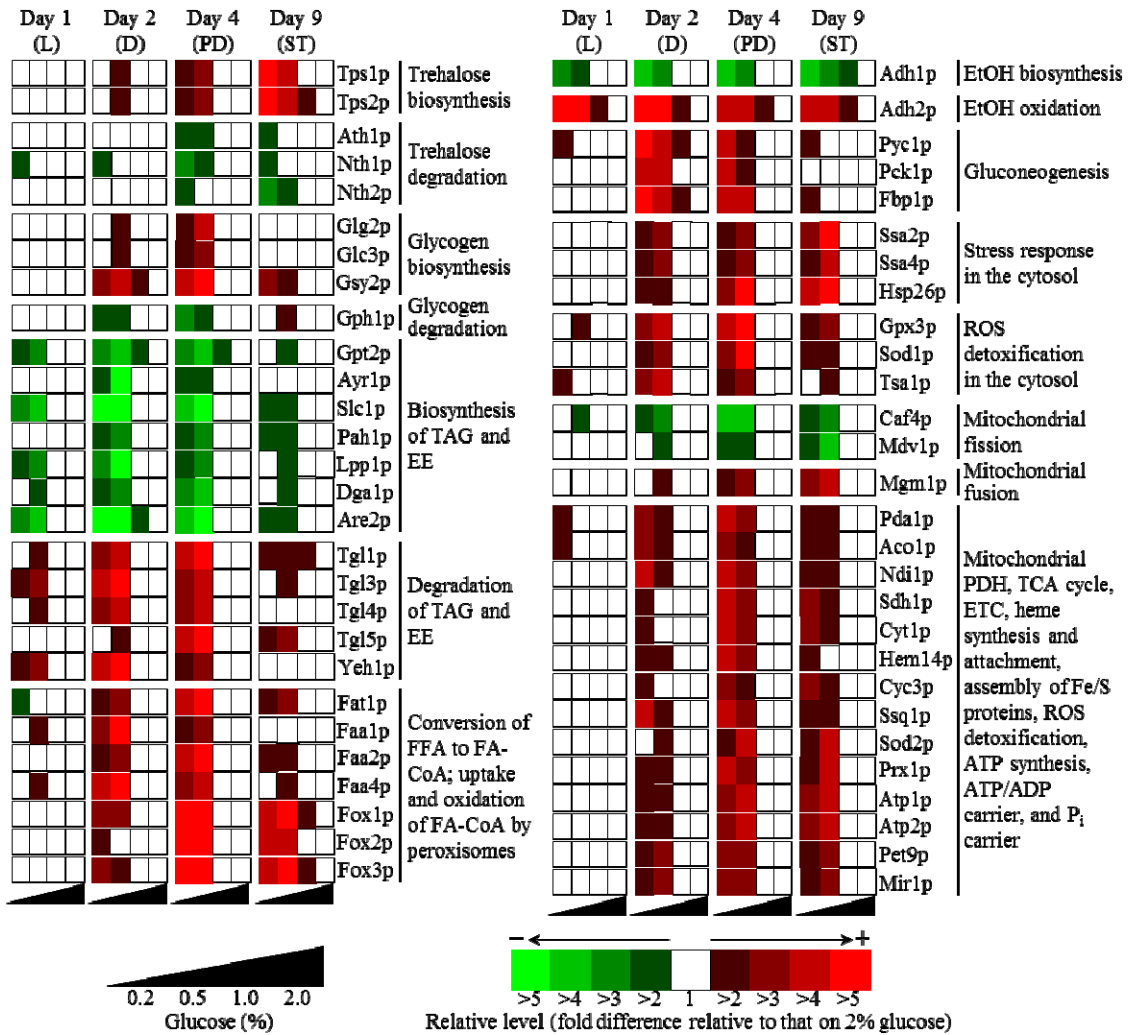 Day 1 Day 2 Day 4 Day 9
(L) (D) (PD) (ST)
Tps1p
Tps2p
Trehalose
biosynthesis
Ath1p
Nth1p
Nth2p
Trehalose
degradation
Glg2p
Glc3p
Gsy2p
Glycogen
biosynthesis
Gph1p
Glycogen
degradation
Gpt2p
Ayr1p
Slc1p
Pah1p
Lpp1p
Dga1p
Are2p
Biosynthesis
of TAG and
EE
Tgl1p
Tgl3p
Tgl4p
Tgl5p
Yeh1p
Degradation
of TAG and
EE
Fat1p
Faa1p
Faa2p
Faa4p
Fox1p
Fox2p
Fox3p
Conversion of
FFA to FA-
CoA; uptake
and oxidation
of FA-CoA by
peroxisomes
Day 1 Day 2 Day 4 Day 9
(L) (D) (PD) (ST)
Adh1p
EtOH biosynthesis
Adh2p
EtOH oxidation
Pyc1p
Pck1p
Fbp1p
Gluconeogenesis
Ssa2p
Ssa4p
Hsp26p
Stress response
in the cytosol
Gpx3p
Sod1p
Tsa1p
ROS
detoxification
in the cytosol
Caf4p
Mdv1p
Mitochondrial
fission
Mgm1p
Mitochondrial
fusion
Pda1p
Aco1p
Ndi1p
Sdh1p
Cyt1p
Hem14p
Cyc3p
Ssq1p
Sod2p
Prx1p
Atp1p
Atp2p
Pet9p
Mir1p
Mitochondrial
PDH, TCA cycle,
ETC, heme
synthesis and
attachment,
assembly of Fe/S
proteins, ROS
detoxification,
ATP synthesis,
ATP/ADP
carrier, and Pi
carrier
0.2 0.5 1.0 2.0
Glucose (%)
− +
>5 >4 >3 >2 1 >2 >3 >4 >5
Relative level (fold difference relative to that on 2% glucose)